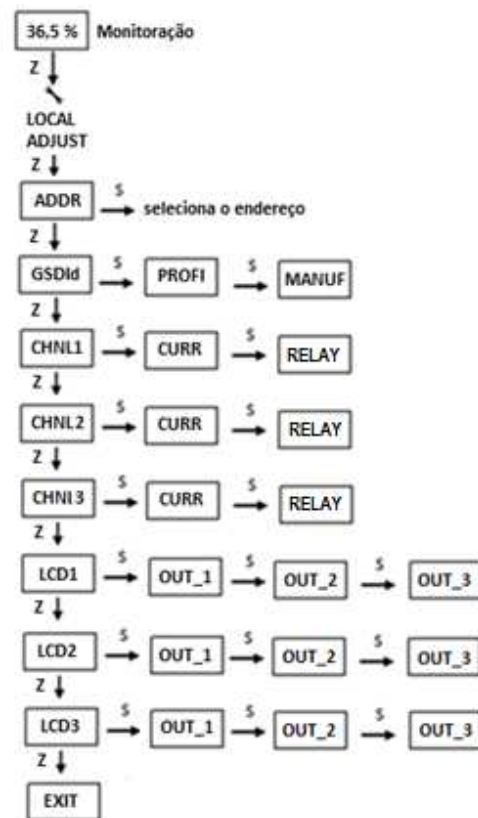 36,5 % Monitoração
Z
LOCAL
ADJUST
Z
ADDR $ seleciona o endereço
Z
GSDId $ PROFI $ MANUF
Z
CHNL1 $ CURR $ RELAY
Z
CHNL2 $ CURR $ RELAY
Z
CHNL3 $ CURR $ RELAY
Z
LCD1 $ OUT_1 $ OUT_2 $ OUT_3
Z
LCD2 $ OUT_1 $ OUT_2 $ OUT_3
Z
LCD3 $ OUT_1 $ OUT_2 $ OUT_3
Z
EXIT